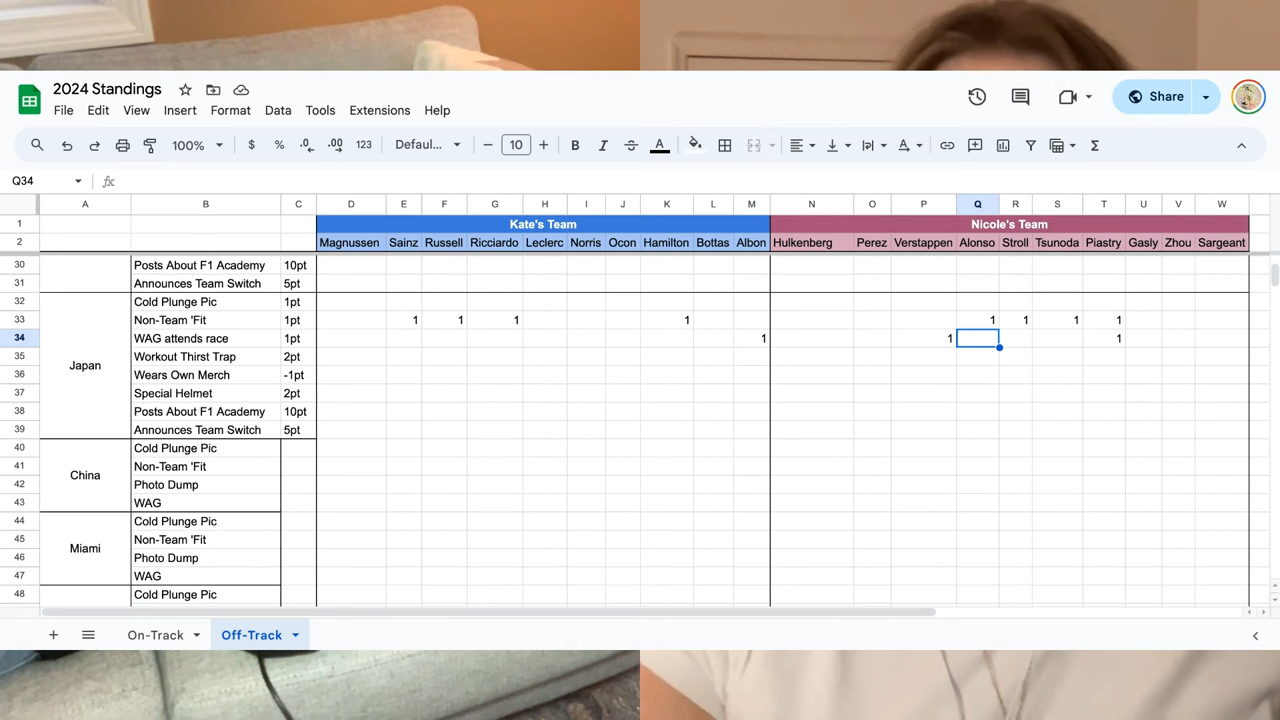 2024 Standings
File Edit View Insert Format Data Tools Extensions Help
Share
100% $ % .0 .00 123 Defaul... 10 B I A
Q34 fx
A B C D E F G H I J K L M N O P Q R S T U V W
1 Kate's Team Nicole's Team
2 Magnussen Sainz Russell Ricciardo Leclerc Norris Ocon Hamilton Bottas Albon Hulkenberg Perez Verstappen Alonso Stroll Tsunoda Piastry Gasly Zhou Sargeant
30 Posts About F1 Academy 10pt
31 Announces Team Switch 5pt
32 Cold Plunge Pic 1pt
33 Non-Team 'Fit 1pt 1 1 1 1 1 1 1 1
34 WAG attends race 1pt 1 1 1
35 Workout Thirst Trap 2pt
Japan
36 Wears Own Merch -1pt
37 Special Helmet 2pt
38 Posts About F1 Academy 10pt
39 Announces Team Switch 5pt
40 Cold Plunge Pic
41 Non-Team 'Fit
China
42 Photo Dump
43 WAG
44 Cold Plunge Pic
45 Non-Team 'Fit
Miami
46 Photo Dump
47 WAG
48 Cold Plunge Pic
On-Track Off-Track